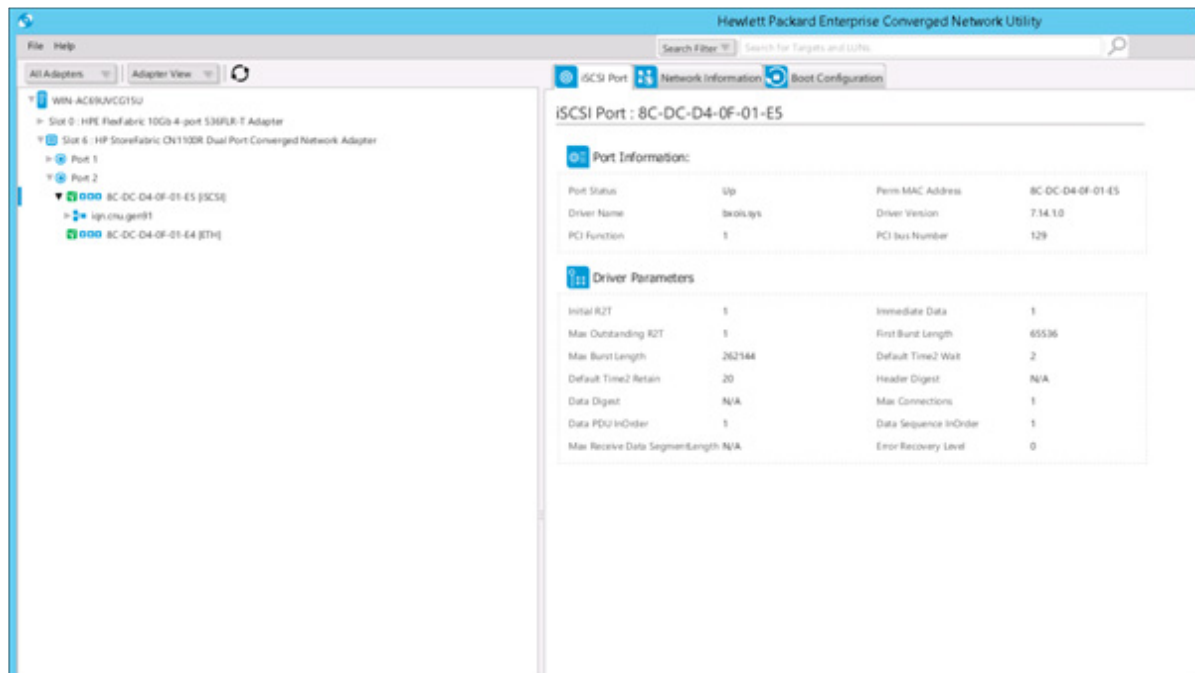 Hewlett Packard Enterprise Converged Network Utility
File Help
Search Filter Search for Targets and LUNs
All Adapters Adapter View
iSCSI Port Network Information Boot Configuration
WIN-AC69UVCG1SU
Slot 0 : HPE FlexFabric 10Gb 4-port 536FLR-T Adapter
Slot 6 : HP StoreFabric CN1100R Dual Port Converged Network Adapter
Port 1
Port 2
8C-DC-D4-0F-01-E5 [iSCSI]
iqn.cnu.gen91
8C-DC-D4-0F-01-E4 [ETH]
iSCSI Port : 8C-DC-D4-0F-01-E5
Port Information:
Port Status Up Perm MAC Address 8C-DC-D4-0F-01-E5
Driver Name bxois.sys Driver Version 7.14.1.0
PCI Function 1 PCI bus Number 129
Driver Parameters
Initial R2T 1 Immediate Data 1
Max Outstanding R2T 1 First Burst Length 65536
Max Burst Length 262144 Default Time2 Wait 2
Default Time2 Retain 20 Header Digest N/A
Data Digest N/A Max Connections 1
Data PDU InOrder 1 Data Sequence InOrder 1
Max Receive Data SegmentLength N/A Error Recovery Level 0